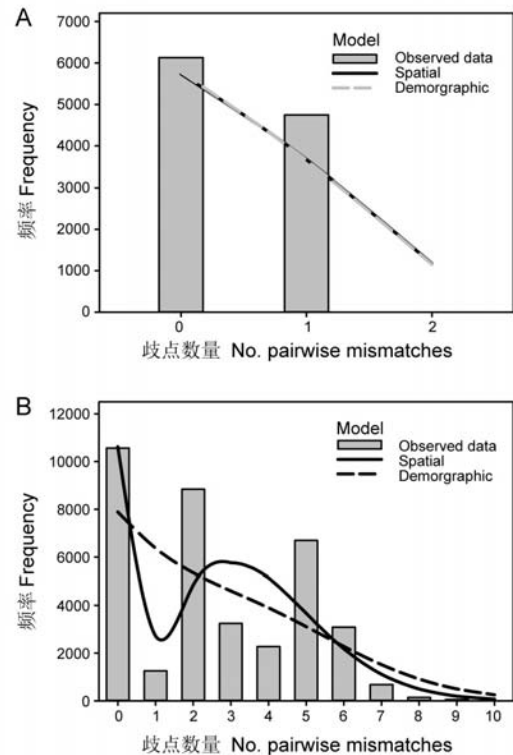 A
7000
6000
5000
4000
3000
2000
1000
0
频率 Frequency
Model
Observed data
Spatial
Demorgraphic
0 1 2
歧点数量 No. pairwise mismatches
B
12000
10000
8000
6000
4000
2000
0
频率 Frequency
Model
Observed data
Spatial
Demorgraphic
0 1 2 3 4 5 6 7 8 9 10
歧点数量 No. pairwise mismatches